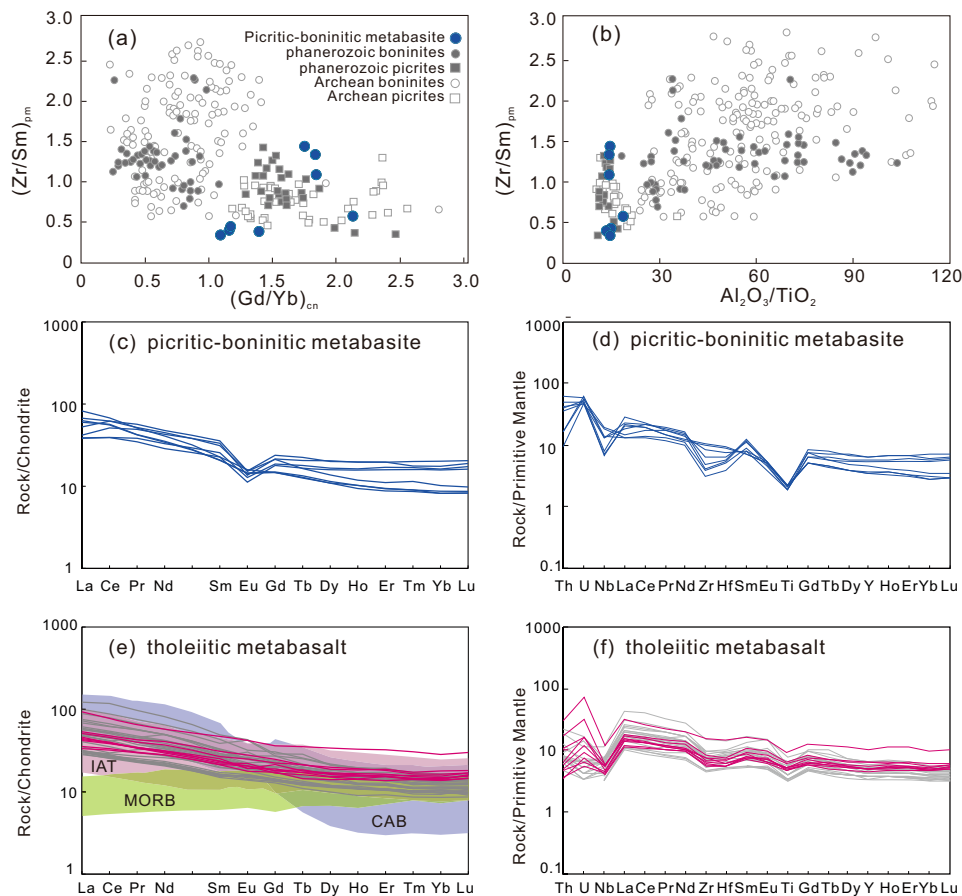 3.0
2.5
2.0
1.5
1.0
0.5
0
(Zr/Sm)pm
(a)
Picritic-boninitic metabasite
phanerozoic boninites
phanerozoic picrites
Archean boninites
Archean picrites
0 0.5 1.0 1.5 2.0 2.5 3.0
(Gd/Yb)cn
3.0
2.5
2.0
1.5
1.0
0.5
0
(Zr/Sm)pm
(b)
0 30 60 90 120
Al2O3/TiO2
1000
100
10
1
Rock/Chondrite
(c) picritic-boninitic metabasite
La Ce Pr Nd Sm Eu Gd Tb Dy Ho Er Tm Yb Lu
1000
100
10
1
0.1
Rock/Primitive Mantle
(d) picritic-boninitic metabasite
Th U Nb La Ce Pr Nd Zr Hf Sm Eu Ti Gd Tb Dy Y Ho Er Yb Lu
1000
100
10
1
Rock/Chondrite
(e) tholeiitic metabasalt
IAT
MORB
CAB
La Ce Pr Nd Sm Eu Gd Tb Dy Ho Er Tm Yb Lu
1000
100
10
1
0.1
Rock/Primitive Mantle
(f) tholeiitic metabasalt
Th U Nb La Ce Pr Nd Zr Hf Sm Eu Ti Gd Tb Dy Y Ho Er Yb Lu